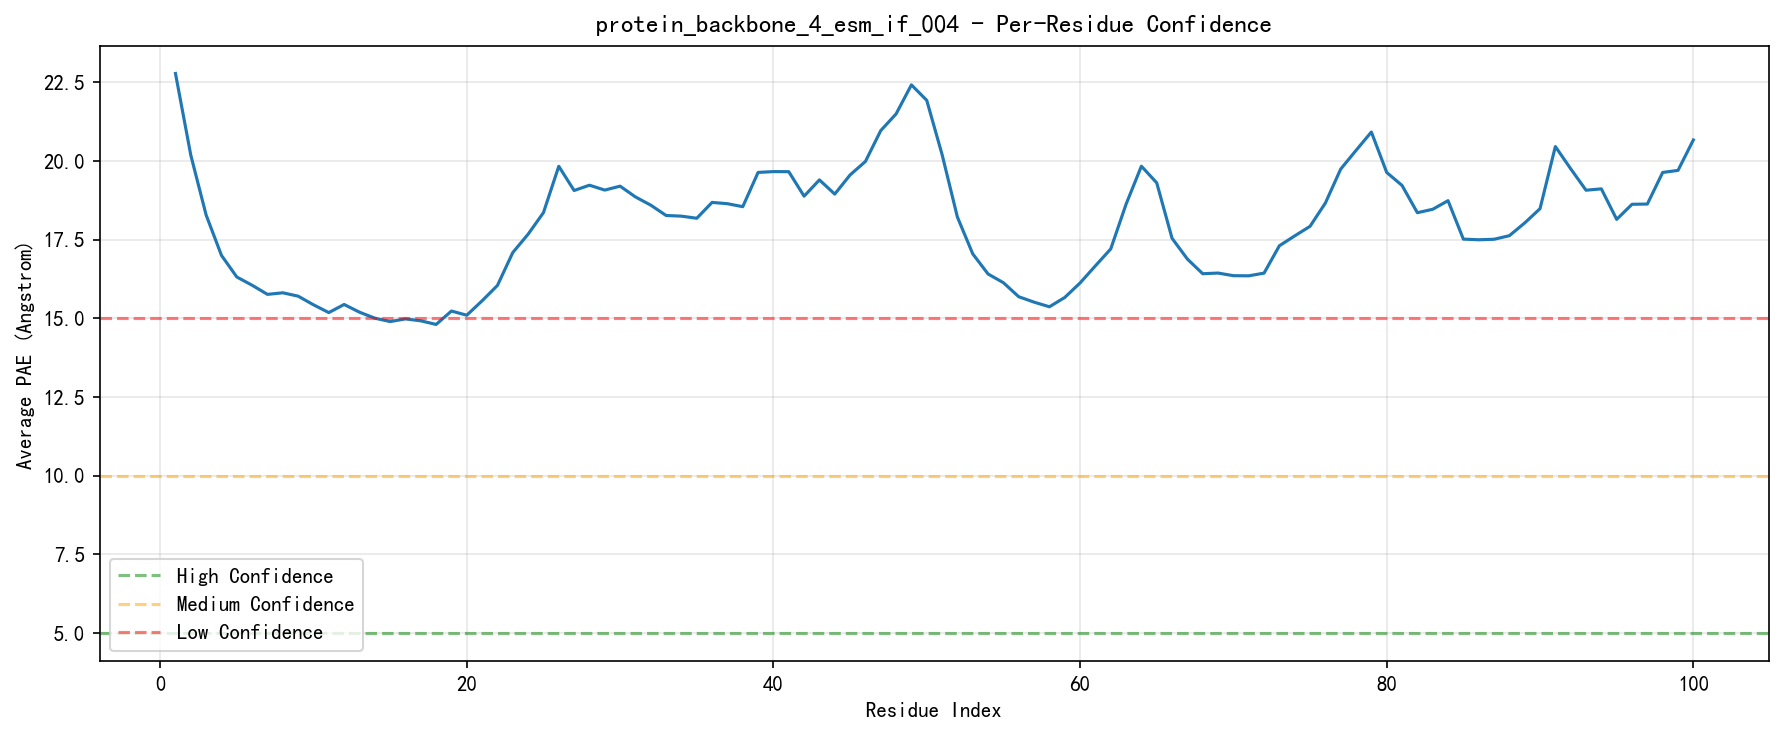 protein_backbone_4_esm_if_004 - Per-Residue Confidence
Average PAE (Angstrom)
22.5
20.0
17.5
15.0
12.5
10.0
7.5
5.0
High Confidence
Medium Confidence
Low Confidence
0 20 40 60 80 100
Residue Index